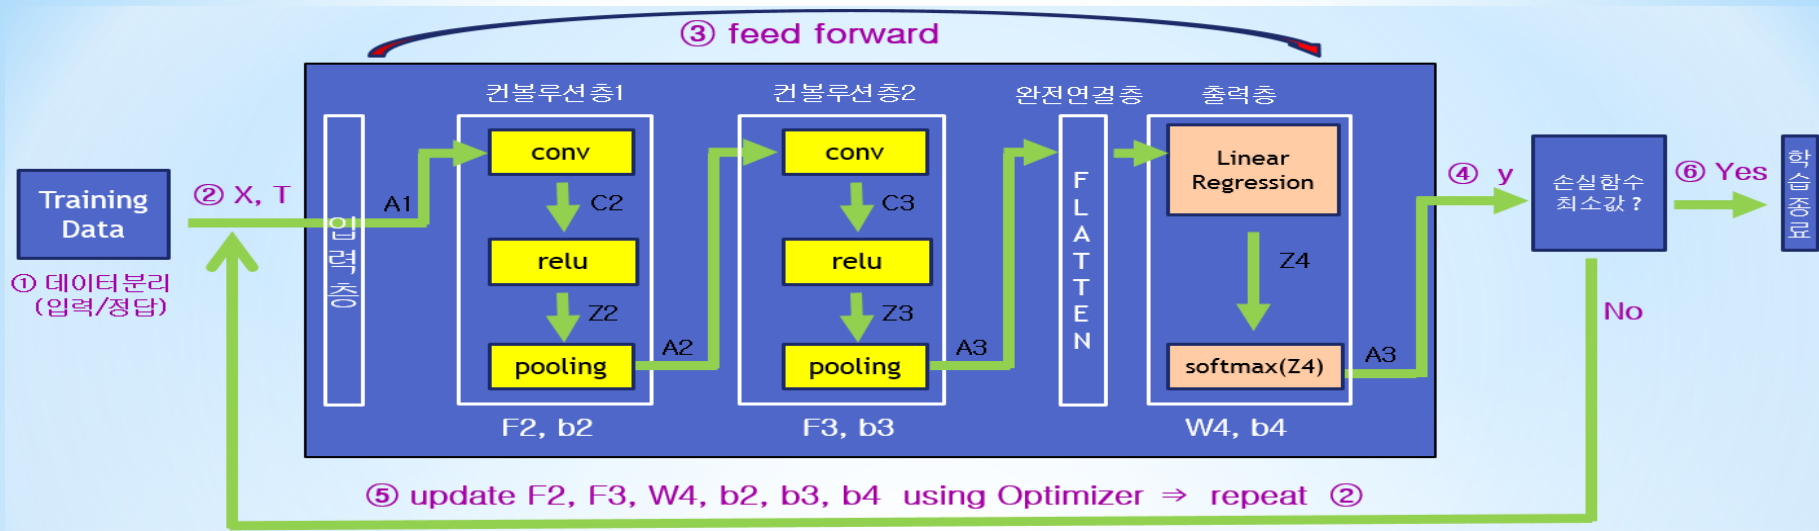 ③ feed forward
컨볼루션층1
컨볼루션층2
완전연결층
출력층
Training
Data
① 데이터분리
(입력/정답)
② X, T
입
력
층
A1
conv
C2
relu
Z2
pooling
A2
F2, b2
conv
C3
relu
Z3
pooling
A3
F3, b3
F
L
A
T
T
E
N
Linear
Regression
Z4
softmax(Z4)
A3
W4, b4
④ y
손실함수
최소값 ?
⑥ Yes
학
습
종
료
No
⑤ update F2, F3, W4, b2, b3, b4 using Optimizer ⇒ repeat ②